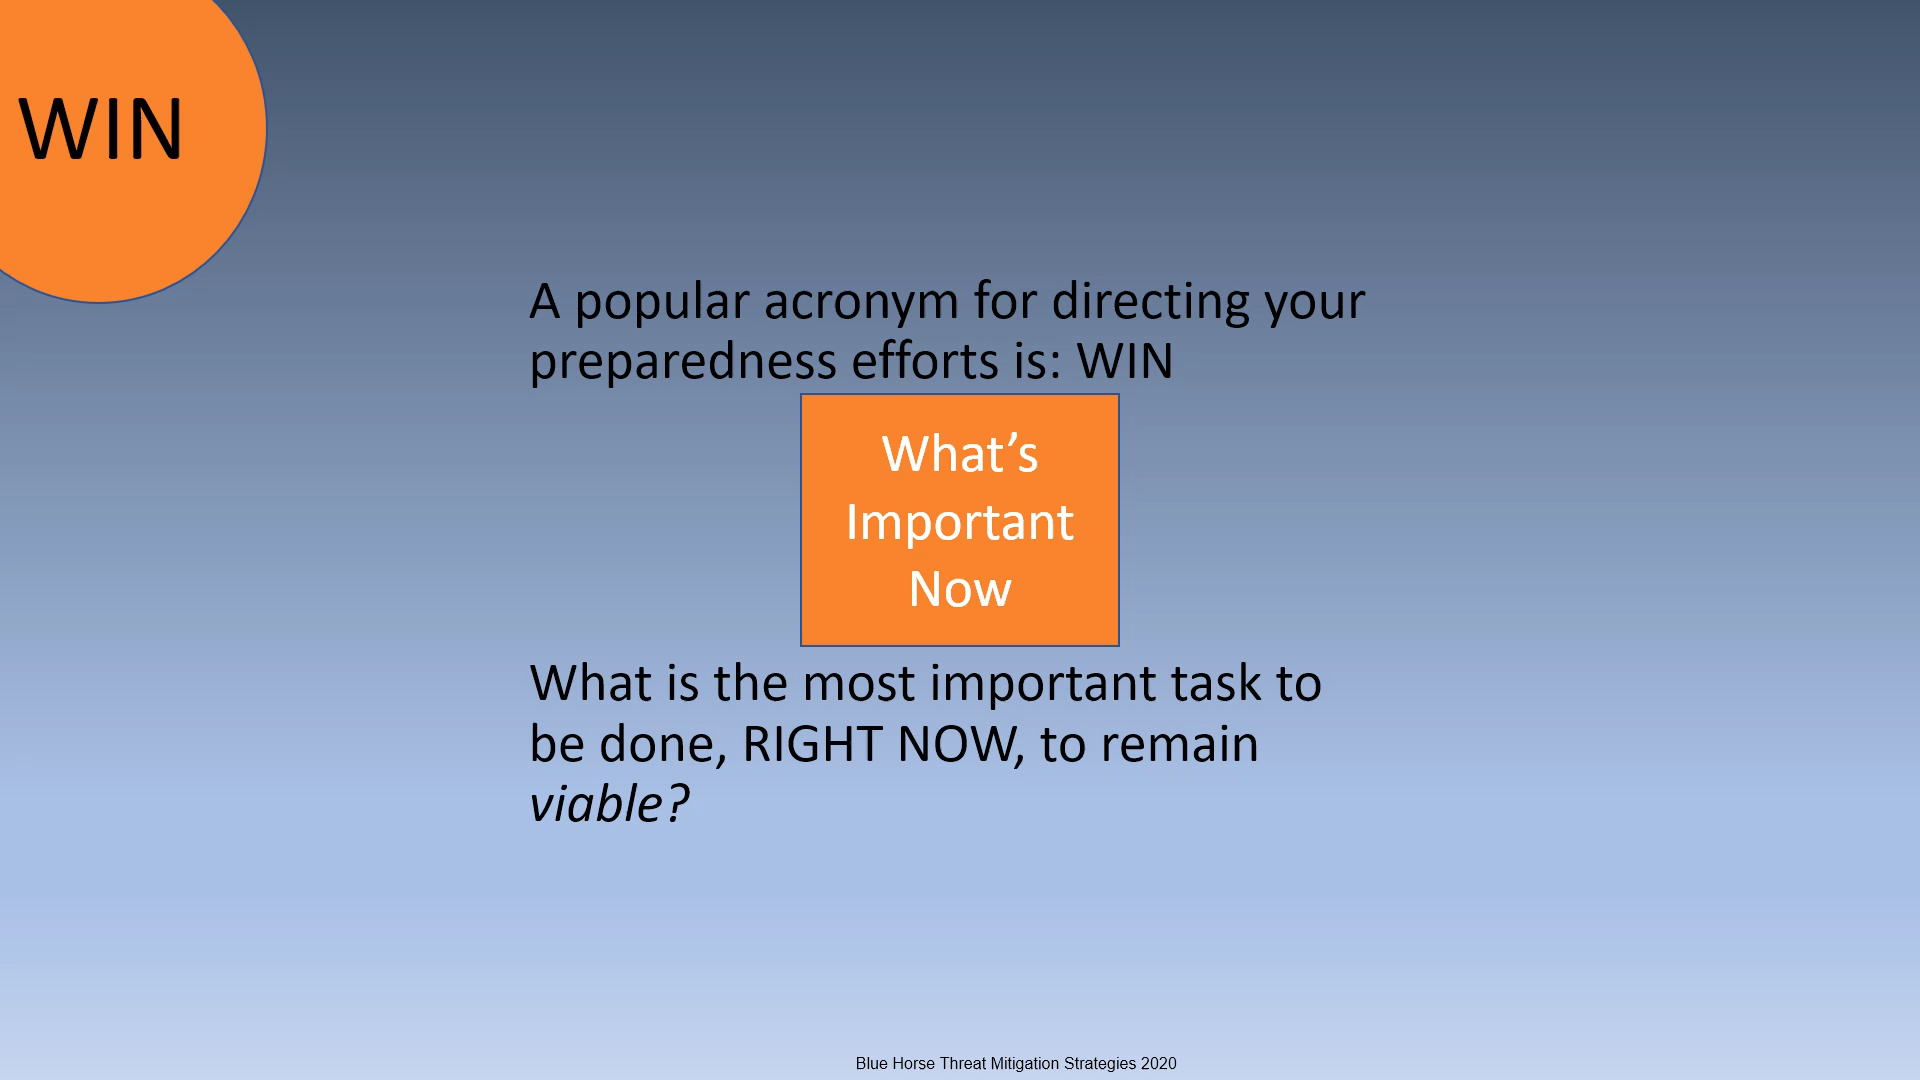 WIN
A popular acronym for directing your
preparedness efforts is: WIN
What’s
Important
Now
What is the most important task to
be done, RIGHT NOW, to remain
viable?
Blue Horse Threat Mitigation Strategies 2020